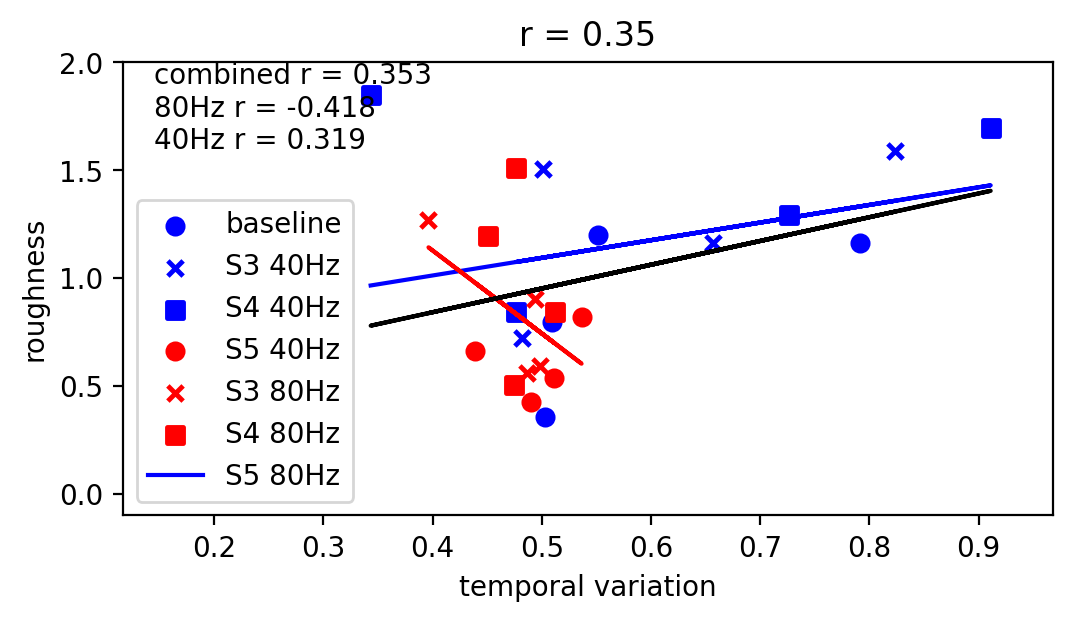 r = 0.35
combined r = 0.353
80Hz r = -0.418
40Hz r = 0.319
baseline
S3 40Hz
S4 40Hz
S5 40Hz
S3 80Hz
S4 80Hz
S5 80Hz
2.0
1.5
1.0
0.5
0.0
roughness
0.2 0.3 0.4 0.5 0.6 0.7 0.8 0.9
temporal variation